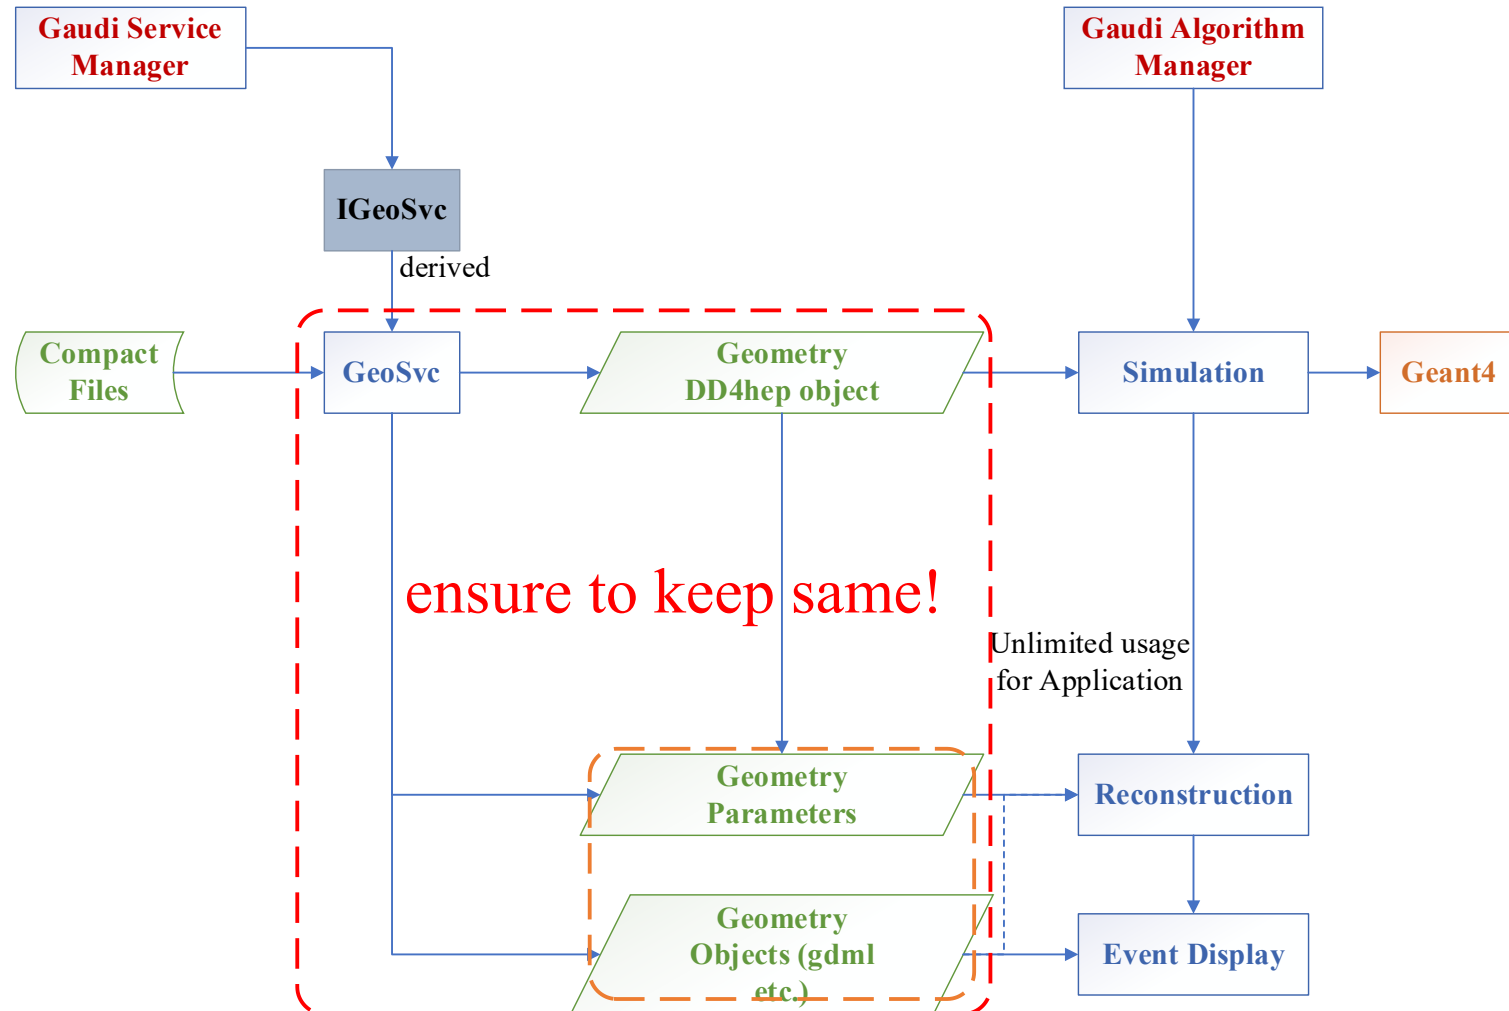 Gaudi Service
Manager
Gaudi Algorithm
Manager
IGeoSvc
derived
Compact
Files
GeoSvc
Geometry
DD4hep object
Simulation
Geant4
ensure to keep same!
Unlimited usage
for Application
Geometry
Parameters
Reconstruction
Geometry
Objects (gdml
etc.)
Event Display